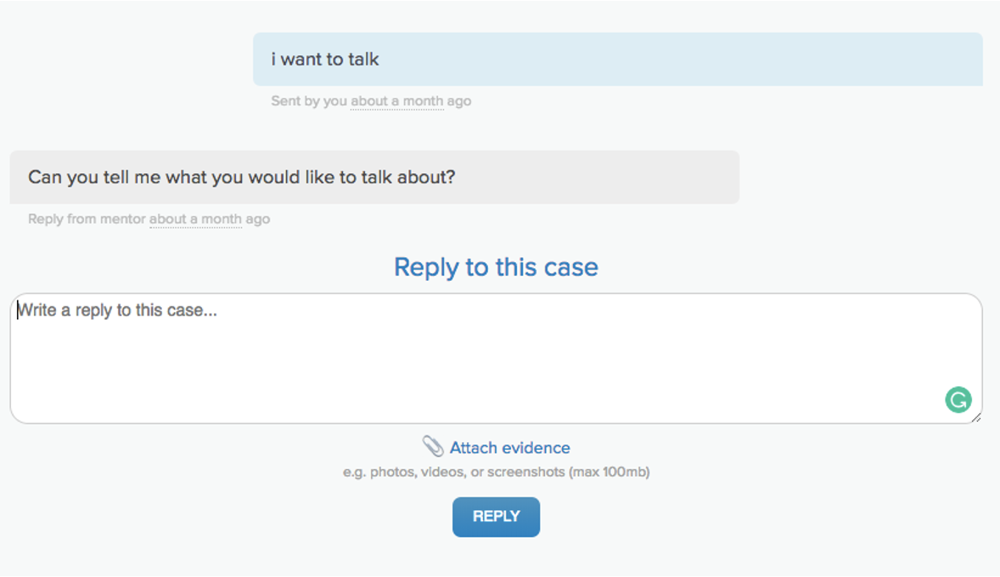 i want to talk
Sent by you about a month ago
Can you tell me what you would like to talk about?
Reply from mentor about a month ago
Reply to this case
Write a reply to this case...
Attach evidence
e.g. photos, videos, or screenshots (max 100mb)
REPLY